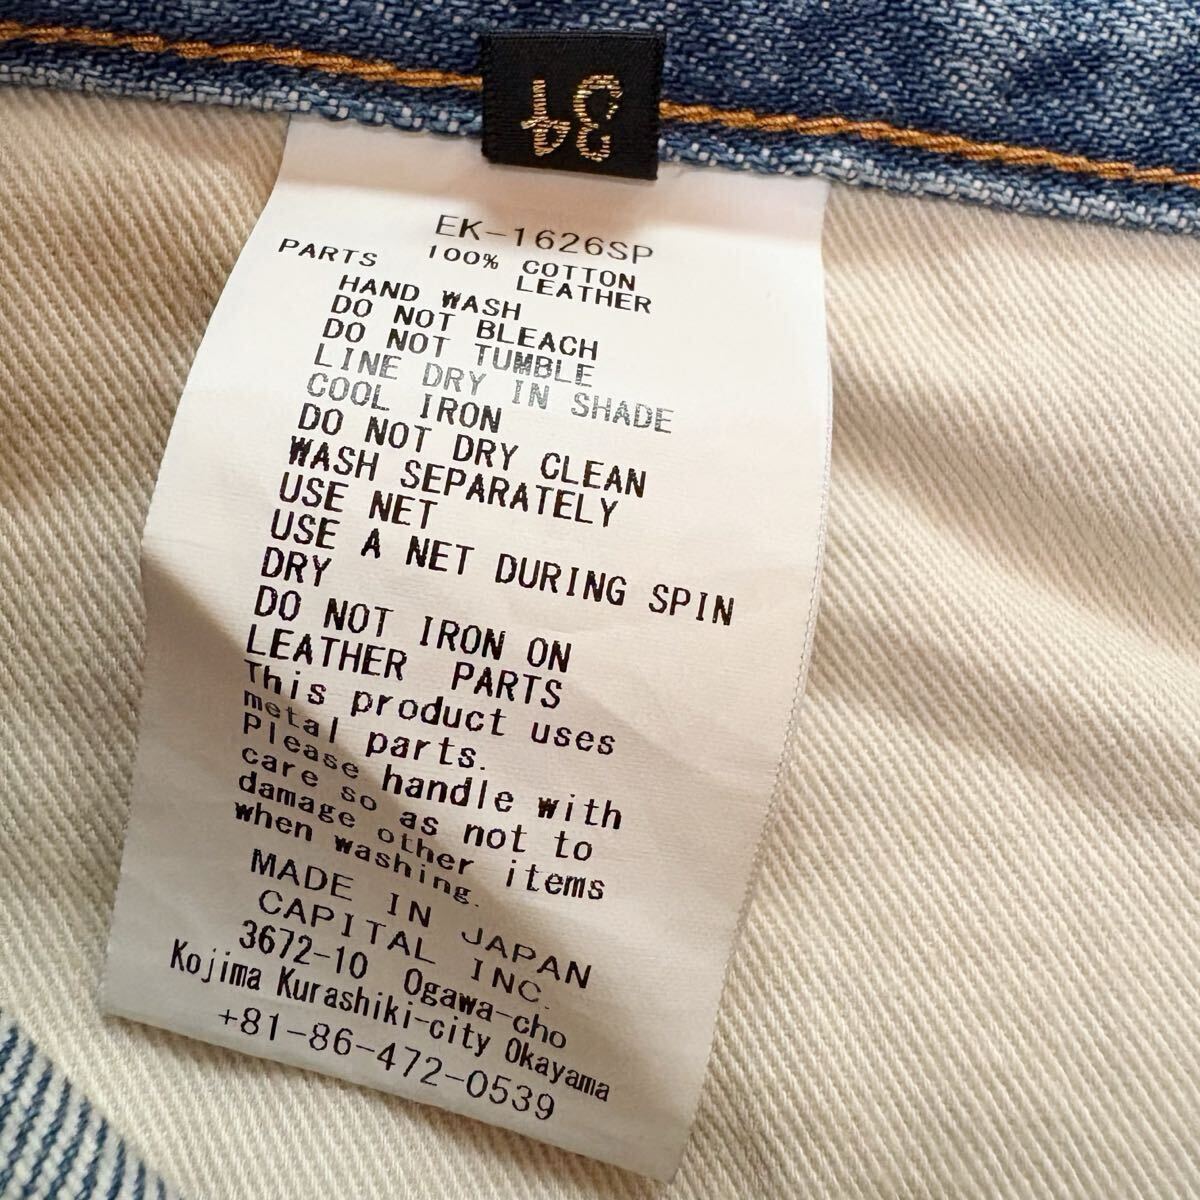 34
EK-1626SP
100% COTTON
PARTS LEATHER
HAND WASH
DO NOT BLEACH
DO NOT TUMBLE
LINE DRY IN SHADE
COOL IRON
DO NOT DRY CLEAN
WASH SEPARATELY
USE NET
USE A NET DURING SPIN
DRY
DO NOT IRON ON
LEATHER PARTS
This product uses
metal parts.
Please handle with
care so as not to
damage other items
when washing.
MADE IN JAPAN
CAPITAL INC.
3672-10 Ogawa-cho
Kojima Kurashiki-city Okayama
+81-86-472-0539